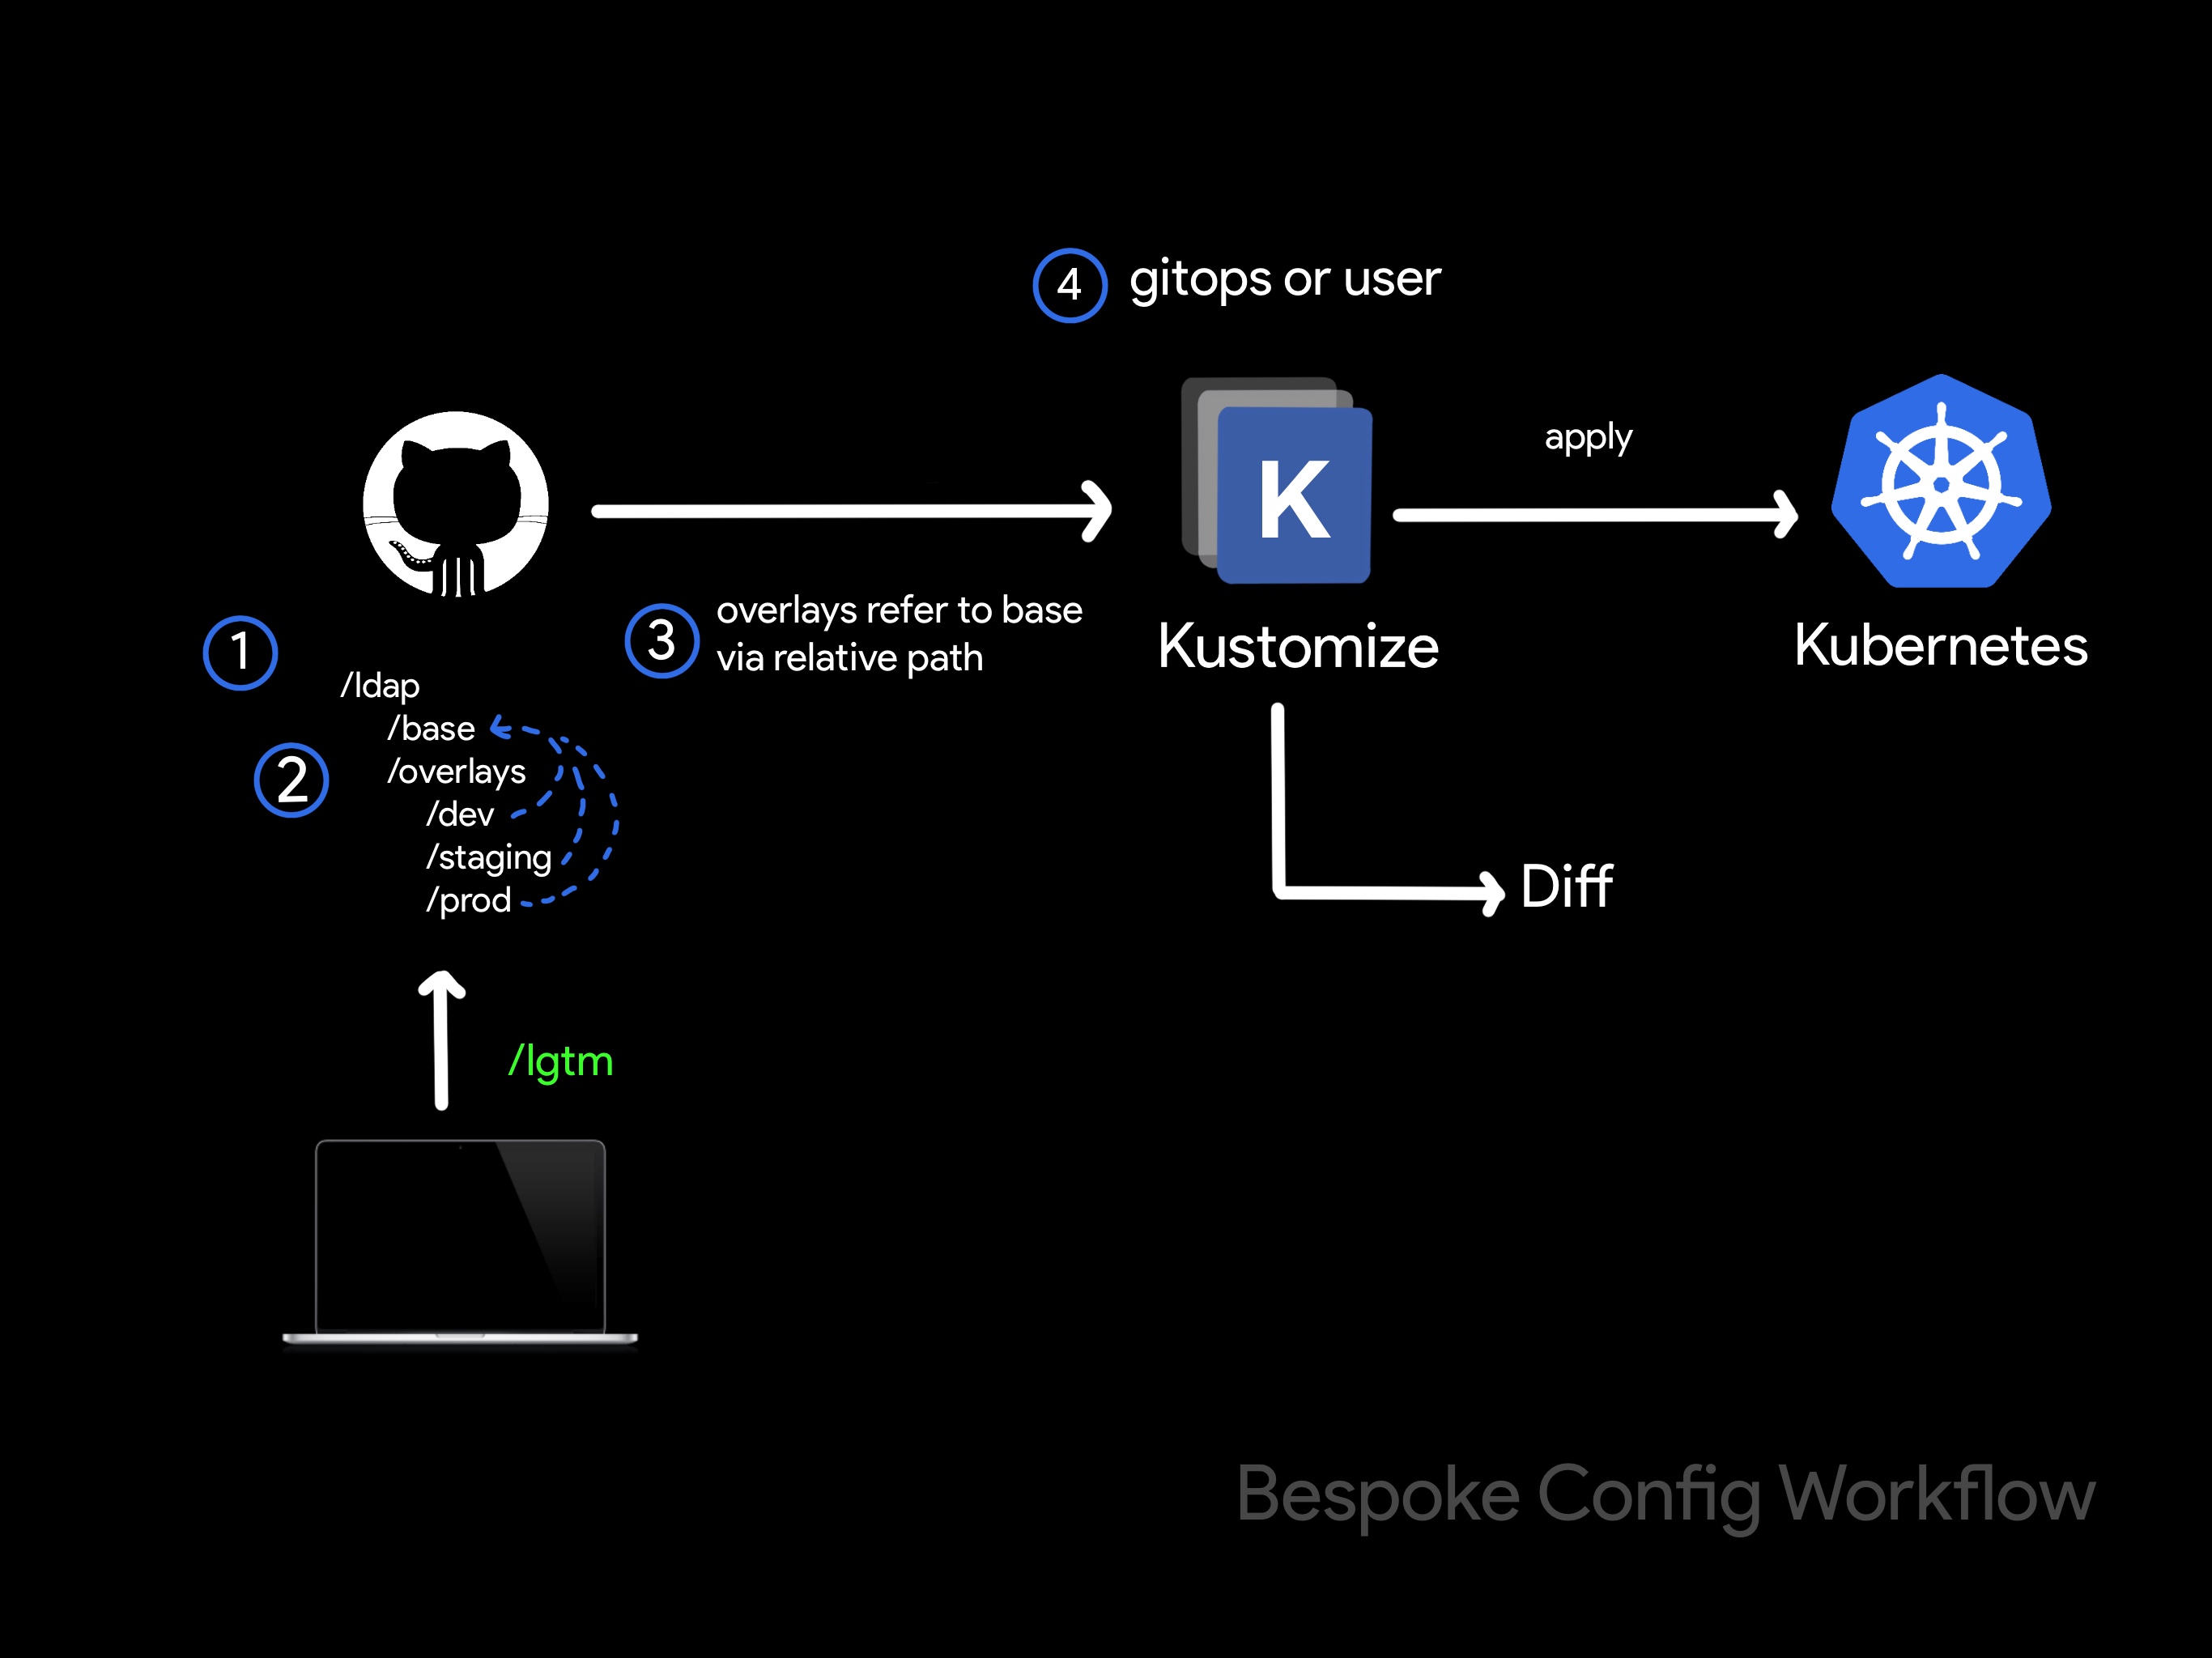 4 gitops or user
K
apply
Kustomize
Kubernetes
1
3 overlays refer to base
via relative path
/ldap
/base
2 /overlays
/dev
/staging
/prod
Diff
/lgtm
Bespoke Config Workflow